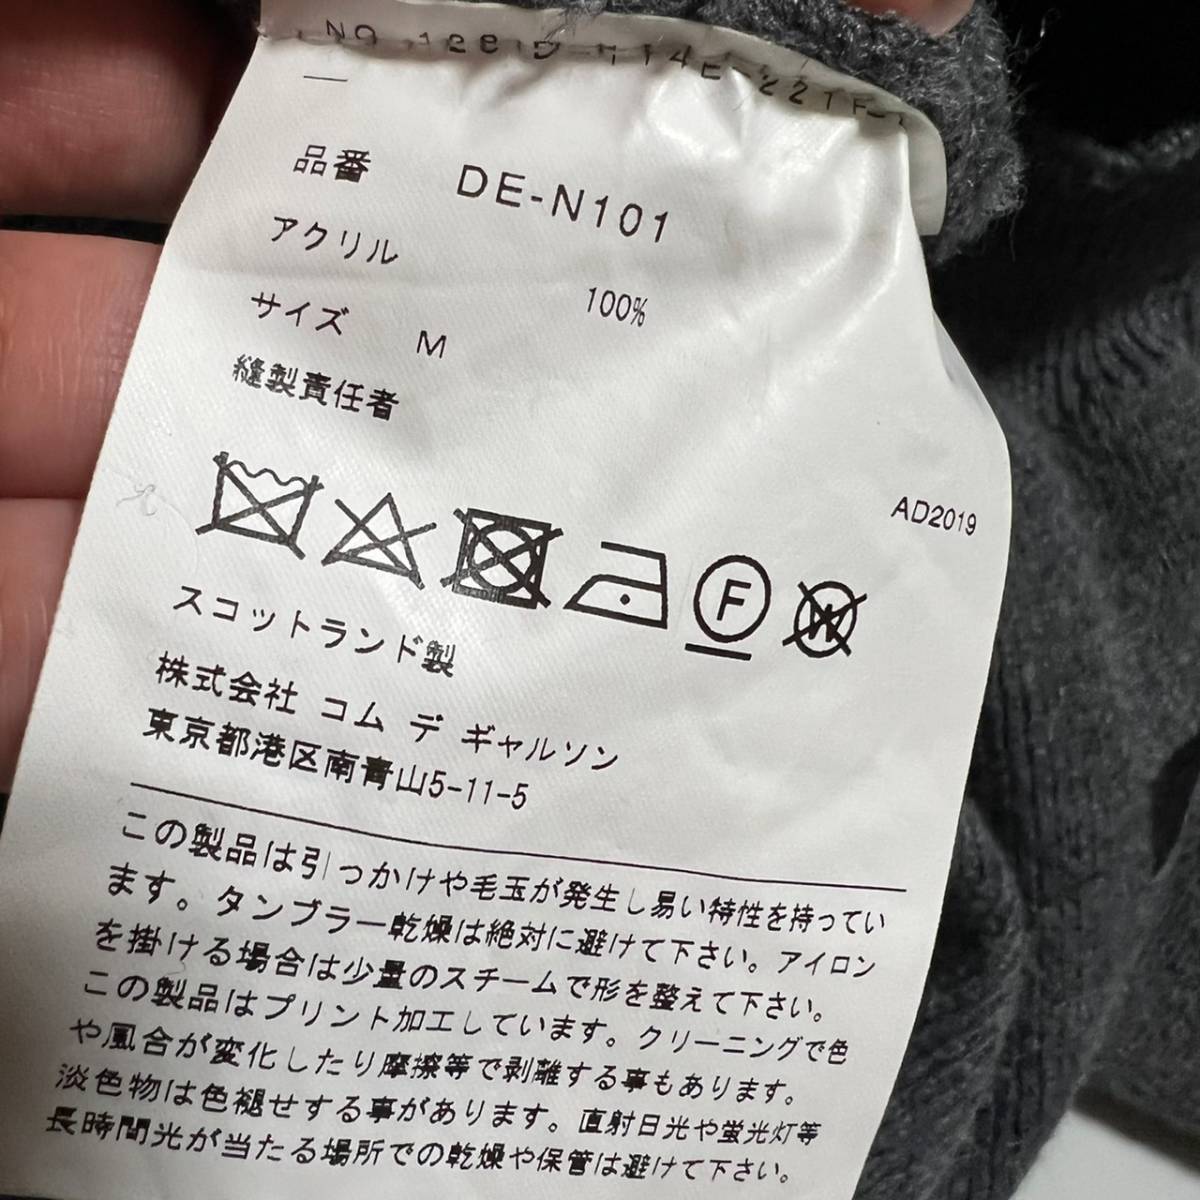 品番 DE-N101
アクリル 100%
サイズ M
縫製責任者
AD2019
F
W
スコットランド製
株式会社 コム デ ギャルソン
東京都港区南青山5-11-5
この製品は引っかけや毛玉が発生し易い特性を持ってい
ます。タンブラー乾燥は絶対に避けて下さい。アイロン
を掛ける場合は少量のスチームで形を整えて下さい。
この製品はプリント加工しています。クリーニングで色
や風合が変化したり摩擦等で剥離する事もあります。
淡色物は色褪せする事があります。直射日光や蛍光灯等
長時間光が当たる場所での乾燥や保管は避けて下さい。